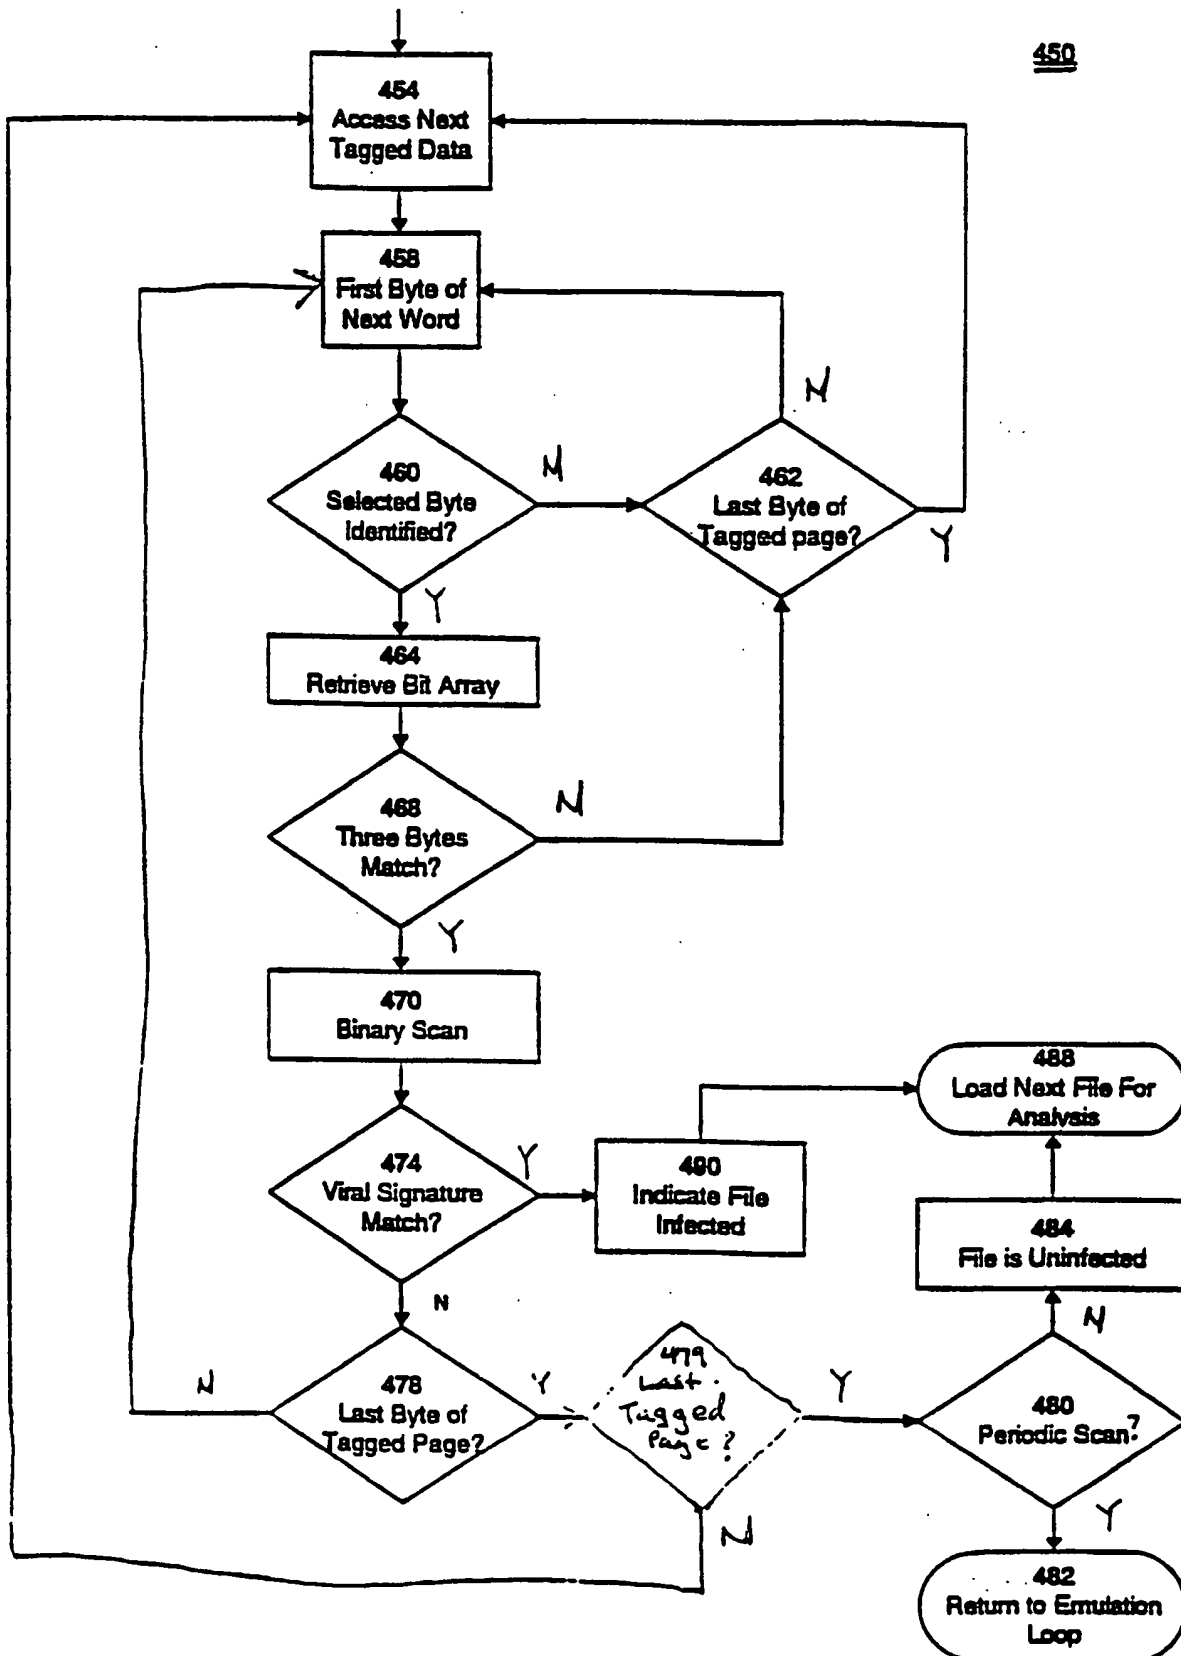 450
454
Access Next
Tagged Data
458
First Byte of
Next Word
N
460
Selected Byte
Identified?
N
462
Last Byte of
Tagged page?
Y
Y
464
Retrieve Bit Array
468
Three Bytes
Match?
N
Y
470
Binary Scan
488
Load Next File For
Analysis
474
Viral Signature
Match?
Y
490
Indicate File
Infected
484
File is Uninfected
N
N
N
478
Last Byte of
Tagged Page?
Y
479
Last
Tagged
Page?
Y
480
Periodic Scan?
N
Y
482
Return to Emulation
Loop